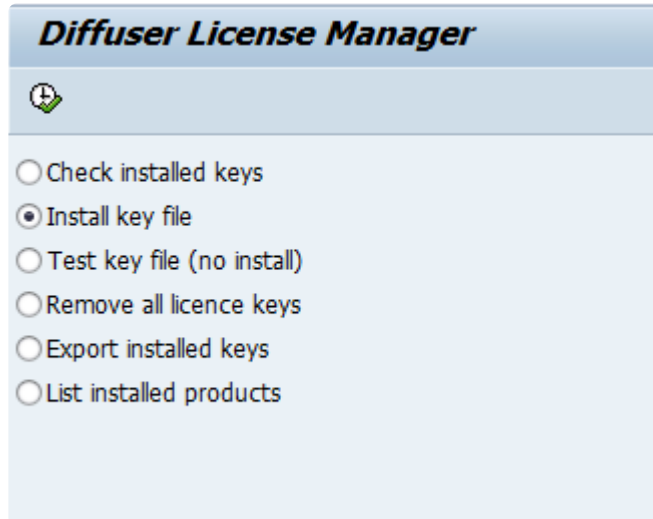 Diffuser License Manager
Check installed keys
Install key file
Test key file (no install)
Remove all licence keys
Export installed keys
List installed products